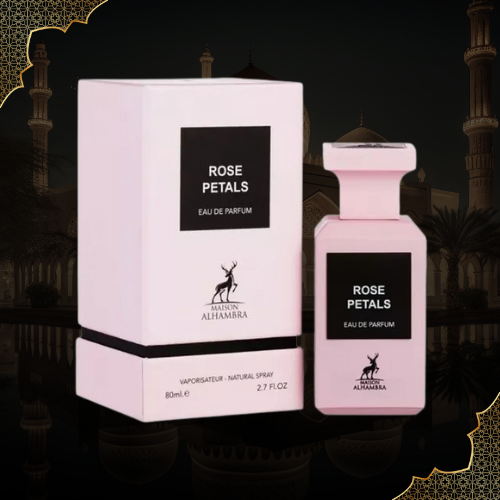 ROSE
PETALS
EAU DE PARFUM
MAISON
ALHAMBRA
VAPORISATEUR - NATURAL SPRAY
80ml.e 2.7 FL.OZ
ROSE
PETALS
EAU DE PARFUM
MAISON
ALHAMBRA